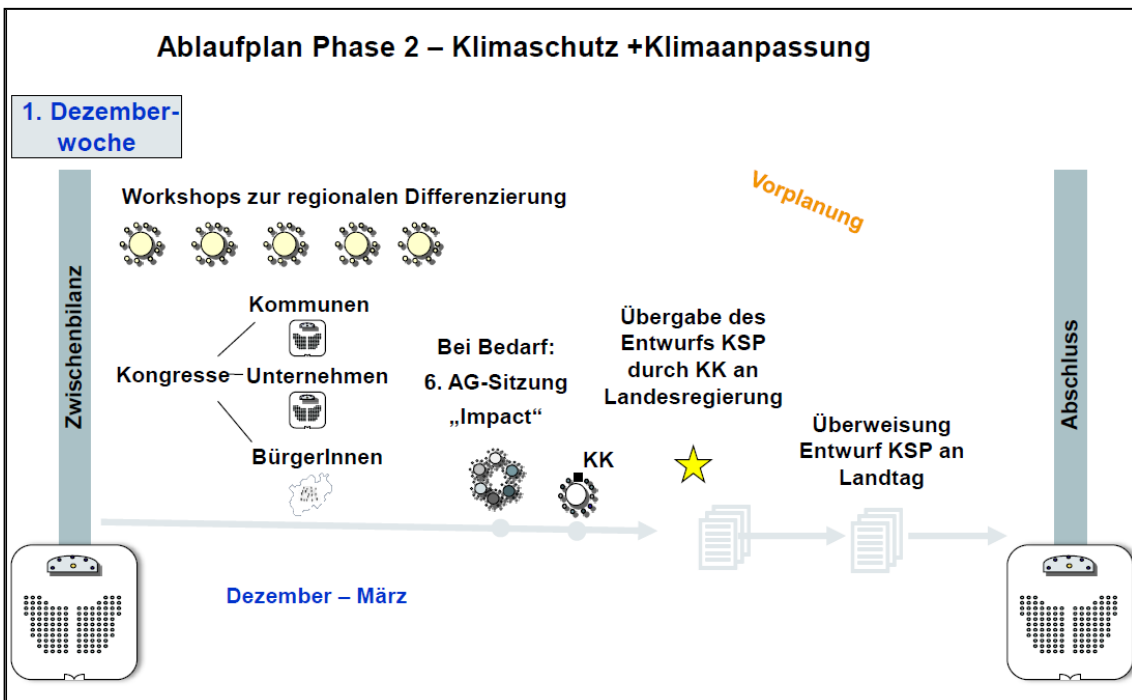 Ablaufplan Phase 2 – Klimaschutz +Klimaanpassung
1. Dezember-
woche
Zwischenbilanz
Workshops zur regionalen Differenzierung
Vorplanung
Kongresse
Kommunen
Unternehmen
BürgerInnen
Bei Bedarf:
6. AG-Sitzung
„Impact“
KK
Übergabe des
Entwurfs KSP
durch KK an
Landesregierung
Überweisung
Entwurf KSP an
Landtag
Abschluss
Dezember – März